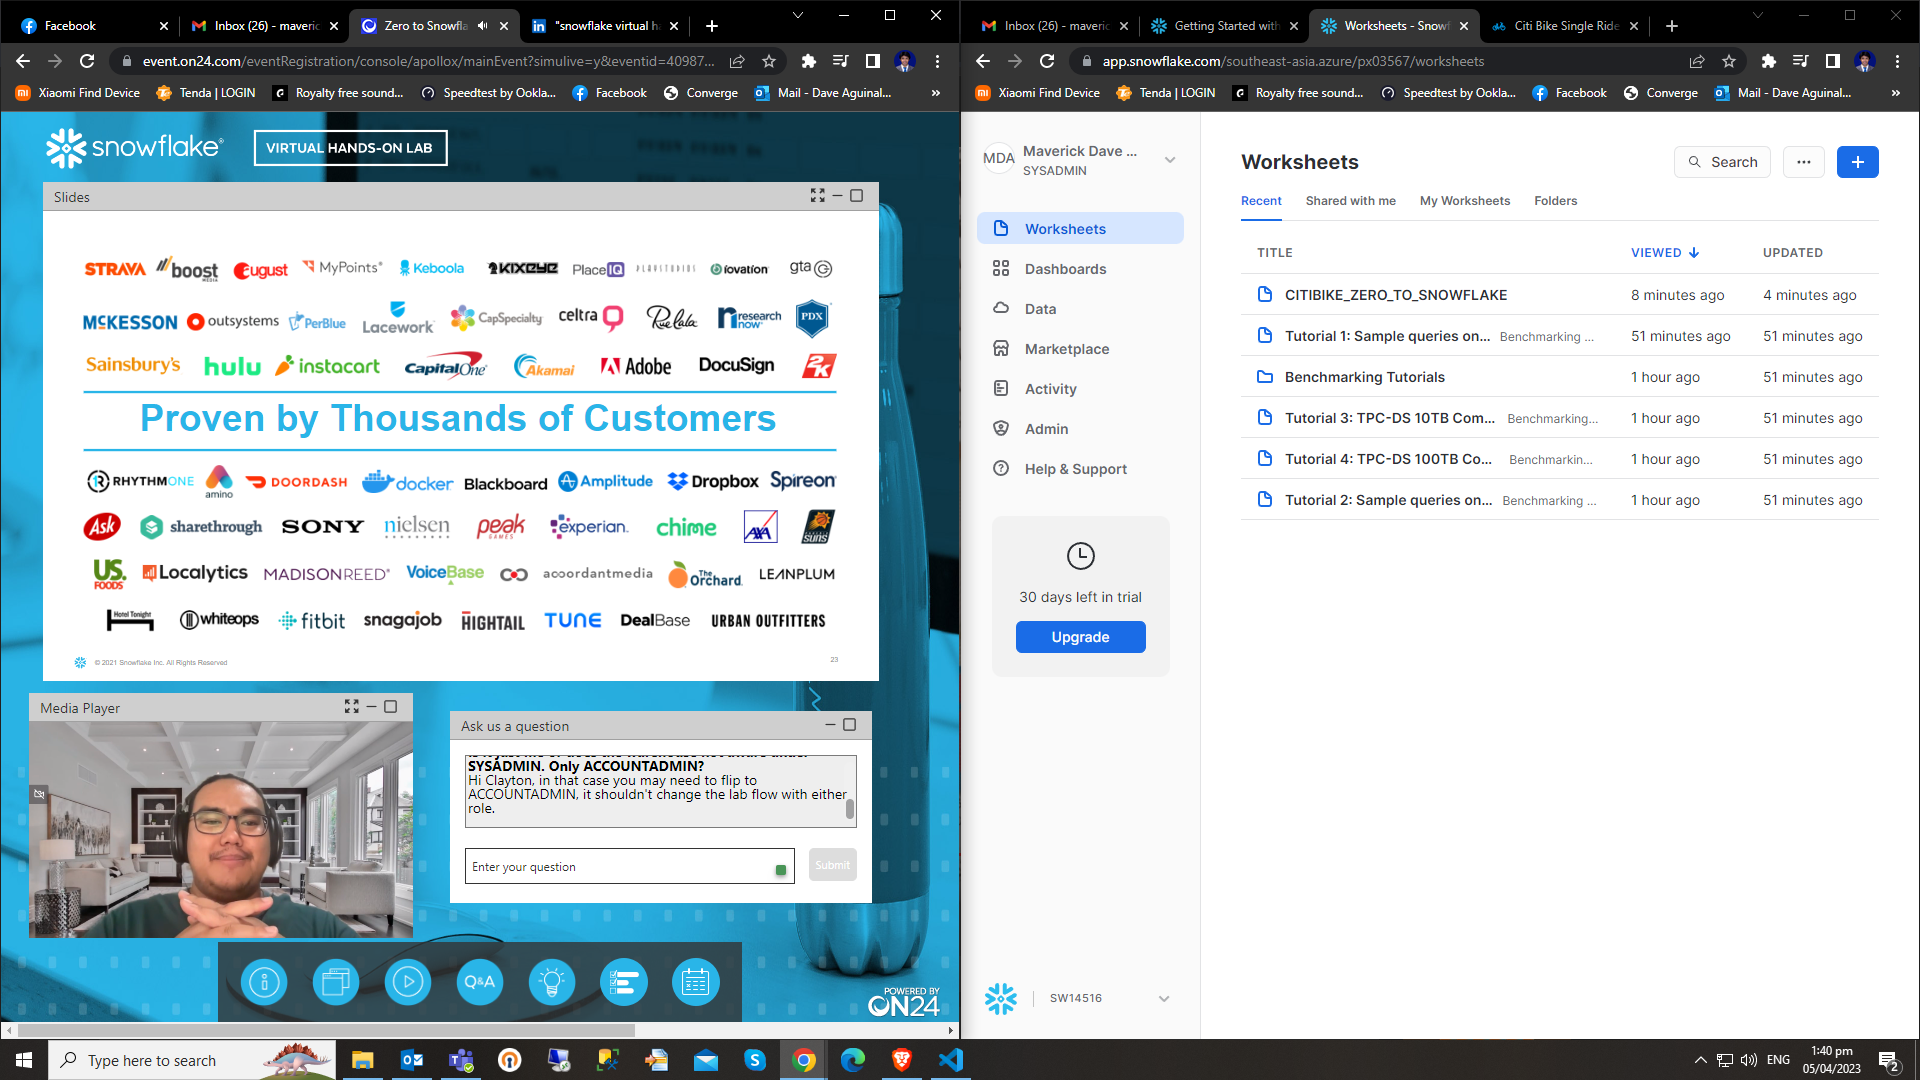 Facebook
Inbox (26) - maveric
Zero to Snowfla
"snowflake virtual ha
event.on24.com/eventRegistration/console/apollox/mainEvent?simulive=y&eventid=40987...
Xiaomi Find Device
Tenda | LOGIN
Royalty free sound...
Speedtest by Ookla...
Facebook
Converge
Mail - Dave Aguinal...
»
snowflake®
VIRTUAL HANDS-ON LAB
Slides
STRAVA boost MEDIA august MyPoints® Keboola KIXEYE PlaceIQ PLAYSTUDIOS iovation gta
MCKESSON outsystems PerBlue Lacework CapSpecialty celtra RueLaLa research now PDX
Sainsbury's hulu instacart CapitalOne Akamai Adobe DocuSign 2K
Proven by Thousands of Customers
RHYTHMONE amino DOORDASH docker Blackboard Amplitude Dropbox Spireon
Ask sharethrough SONY nielsen peak GAMES experian. chime AXA SUNS
US. FOODS Localytics MADISONREED® VoiceBase accordantmedia The Orchard. LEANPLUM
Hotel Tonight whiteops fitbit snagajob HIGHTAIL TUNE DealBase URBAN OUTFITTERS
© 2021 Snowflake Inc. All Rights Reserved
23
Media Player
Ask us a question
SYSADMIN. Only ACCOUNTADMIN?
Hi Clayton, in that case you may need to flip to
ACCOUNTADMIN, it shouldn't change the lab flow with either
role.
Enter your question
Submit
Q&A
POWERED BY
ON24
Inbox (26) - maveric
Getting Started with
Worksheets - Snowf
Citi Bike Single Ride
app.snowflake.com/southeast-asia.azure/px03567/worksheets
Xiaomi Find Device
Tenda | LOGIN
Royalty free sound...
Speedtest by Ookla...
Facebook
Converge
Mail - Dave Aguinal...
»
MDA
Maverick Dave ...
SYSADMIN
Worksheets
Dashboards
Data
Marketplace
Activity
Admin
Help & Support
30 days left in trial
Upgrade
SW14516
Worksheets
Search
...
+
Recent
Shared with me
My Worksheets
Folders
TITLE VIEWED UPDATED
CITIBIKE_ZERO_TO_SNOWFLAKE 8 minutes ago 4 minutes ago
Tutorial 1: Sample queries on... Benchmarking ... 51 minutes ago 51 minutes ago
Benchmarking Tutorials 1 hour ago 51 minutes ago
Tutorial 3: TPC-DS 10TB Com... Benchmarking... 1 hour ago 51 minutes ago
Tutorial 4: TPC-DS 100TB Co... Benchmarkin... 1 hour ago 51 minutes ago
Tutorial 2: Sample queries on... Benchmarking ... 1 hour ago 51 minutes ago
Type here to search
ENG
1:40 pm
05/04/2023
2